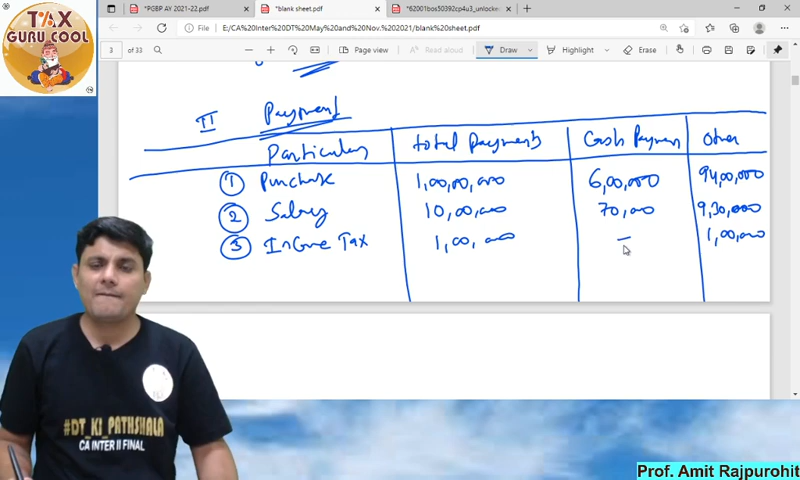 TAX
GURU COOL
*PGBP AY 2021-22.pdf
*blank sheet.pdf
*62001bos50392cp4u3_unlocke
File
E:/CA%20Inter%20DT%20May%20and%20Nov.%202021/blank%20sheet.pdf
3 of 33
Page view
Read aloud
Draw
Highlight
Erase
II Payment
Particulars Total Payments Cash Payment Other
① Purchase 1,00,00,000 6,00,000 94,00,000
② Salary 10,00,000 70,000 9,30,000
③ Income Tax 1,00,000 – 1,00,000
#DT_KI_PATHSHALA
CA INTER II FINAL
Prof. Amit Rajpurohit